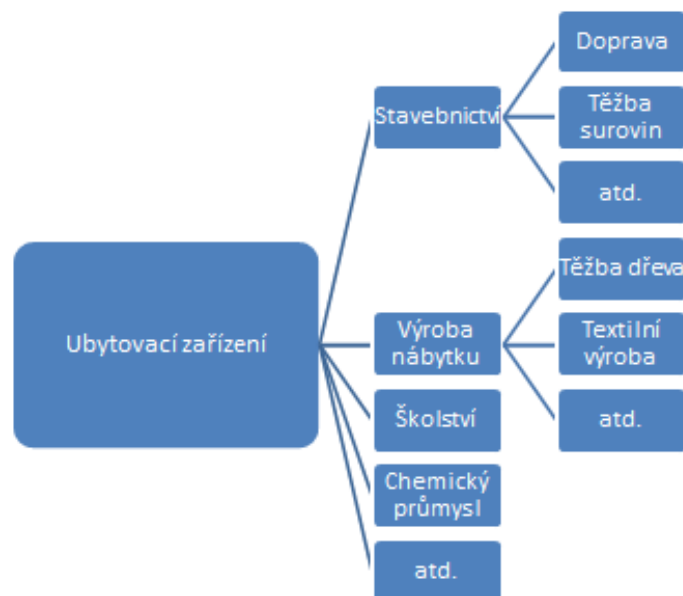 Doprava
Stavebnictví
Těžba
surovin
atd.
Ubytovací zařízení
Těžba dřeva
Výroba
nábytku
Textilní
výroba
atd.
Školství
Chemický
průmysl
atd.